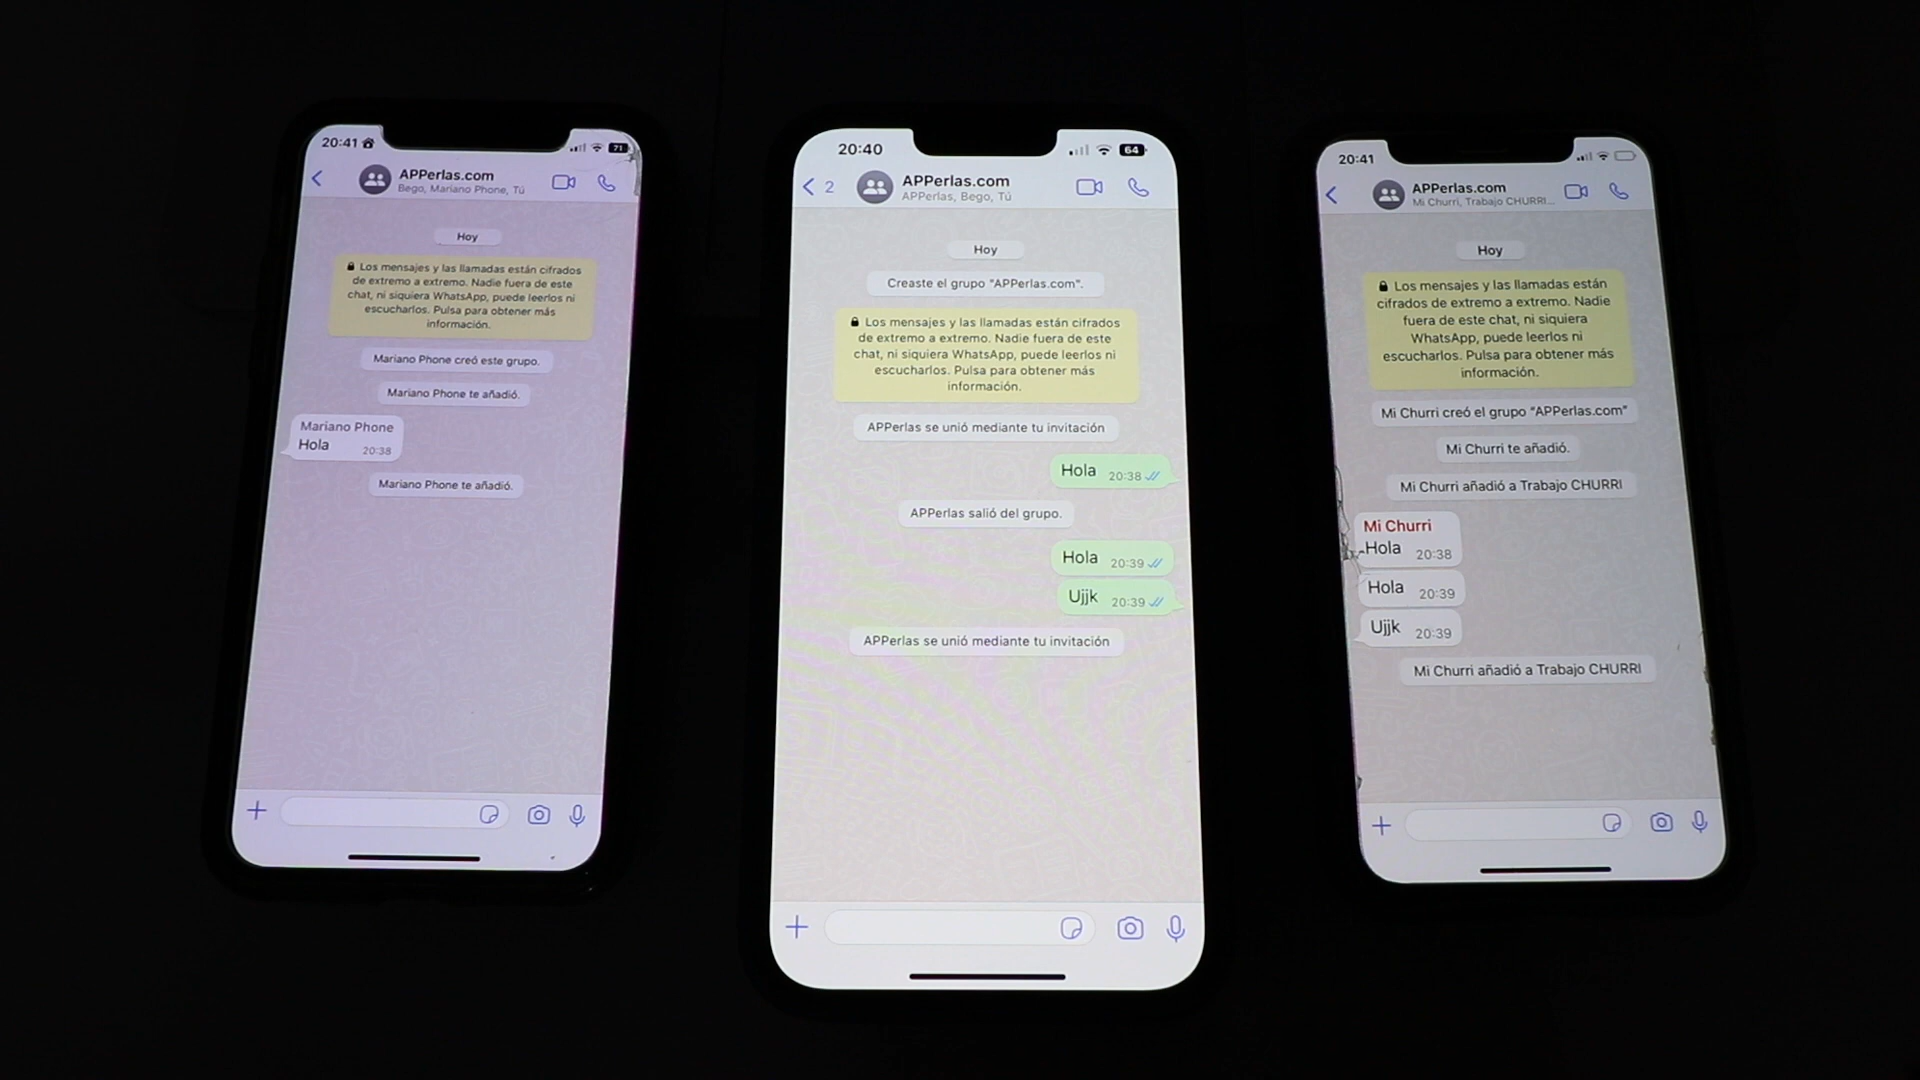 20:41
71
APPerlas.com
Bego, Mariano Phone, Tú
Hoy
Los mensajes y las llamadas están cifrados
de extremo a extremo. Nadie fuera de este
chat, ni siquiera WhatsApp, puede leerlos ni
escucharlos. Pulsa para obtener más
información.
Mariano Phone creó este grupo.
Mariano Phone te añadió.
Mariano Phone
Hola
20:38
Mariano Phone te añadió.
20:40
64
2
APPerlas.com
APPerlas, Bego, Tú
Hoy
Creaste el grupo "APPerlas.com".
Los mensajes y las llamadas están cifrados
de extremo a extremo. Nadie fuera de este
chat, ni siquiera WhatsApp, puede leerlos ni
escucharlos. Pulsa para obtener más
información.
APPerlas se unió mediante tu invitación
Hola 20:38
APPerlas salió del grupo.
Hola 20:39
Ujjk 20:39
APPerlas se unió mediante tu invitación
20:41
APPerlas.com
Mi Churri, Trabajo CHURRI...
Hoy
Los mensajes y las llamadas están
cifrados de extremo a extremo. Nadie
fuera de este chat, ni siquiera
WhatsApp, puede leerlos ni
escucharlos. Pulsa para obtener más
información.
Mi Churri creó el grupo "APPerlas.com"
Mi Churri te añadió.
Mi Churri añadió a Trabajo CHURRI
Mi Churri
Hola 20:38
Hola 20:39
Ujjk 20:39
Mi Churri añadió a Trabajo CHURRI